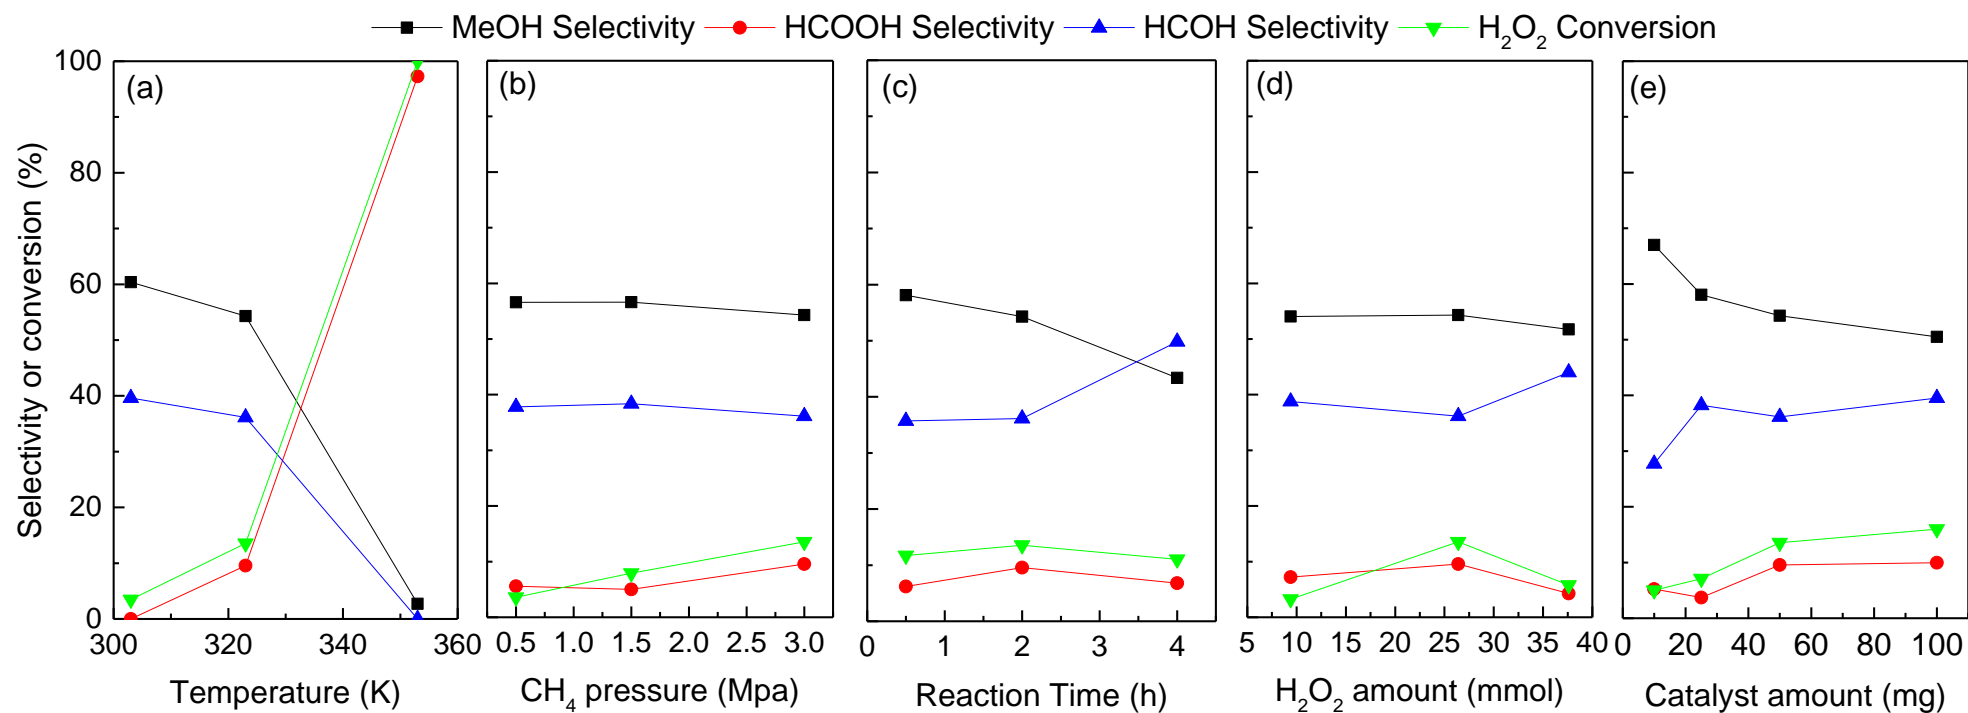 MeOH Selectivity HCOOH Selectivity HCOH Selectivity H₂O₂ Conversion
(a) (b) (c) (d) (e)
Selectivity or conversion (%)
100
80
60
40
20
0
300 320 340 360 0.5 1.0 1.5 2.0 2.5 3.0 0 2 4 5 10 15 20 25 30 35 40 0 20 40 60 80 100
Temperature (K) CH₄ pressure (Mpa) Reaction Time (h) H₂O₂ amount (mmol) Catalyst amount (mg)